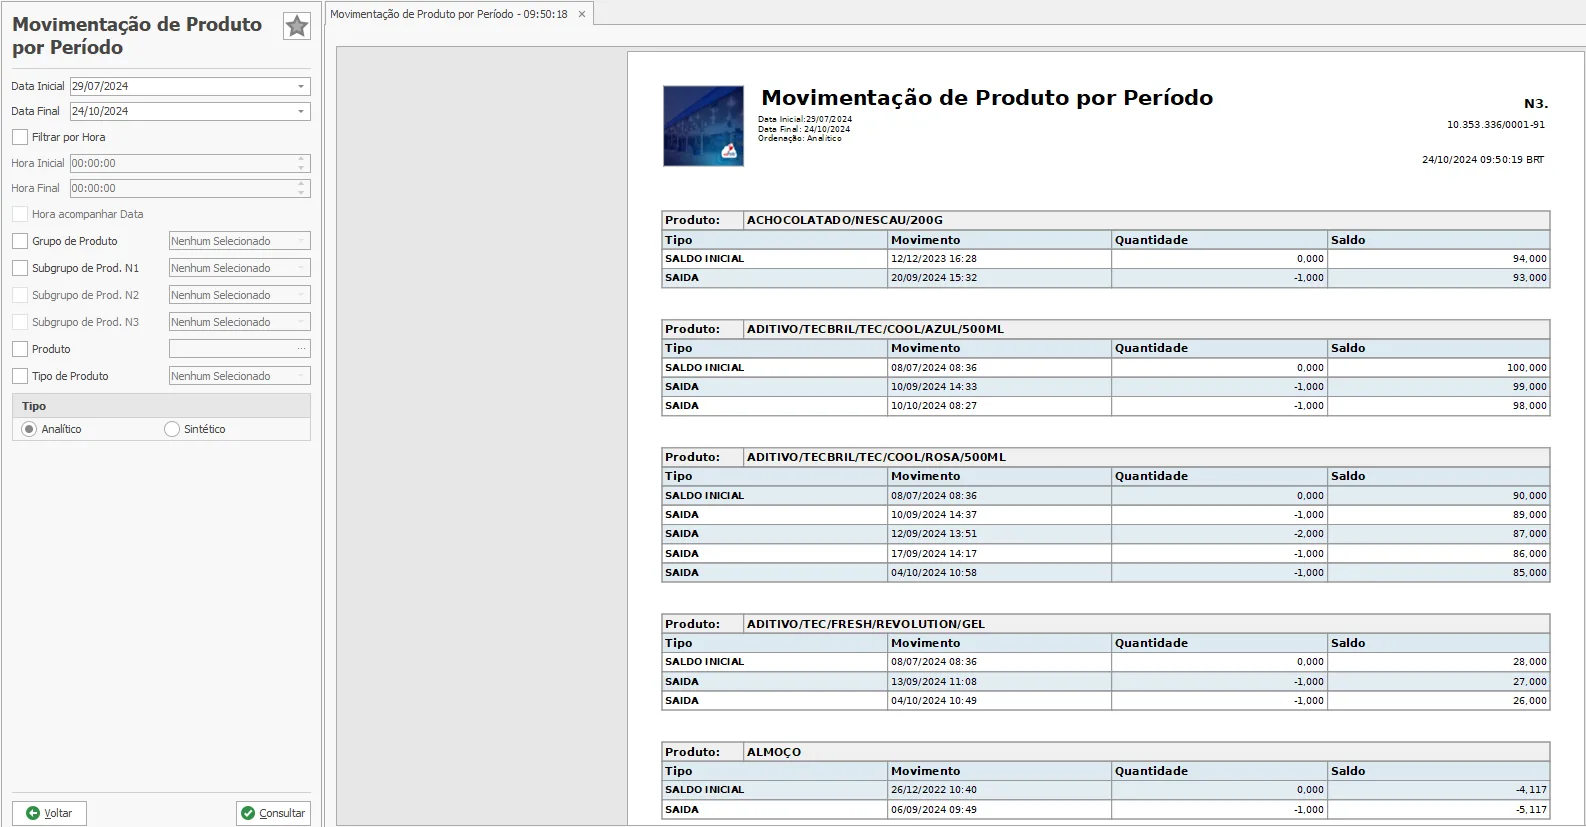 Movimentação de Produto
por Período
Data Inicial 29/07/2024
Data Final 24/10/2024
Filtrar por Hora
Hora Inicial 00:00:00
Hora Final 00:00:00
Hora acompanhar Data
Grupo de Produto Nenhum Selecionado
Subgrupo de Prod. N1 Nenhum Selecionado
Subgrupo de Prod. N2 Nenhum Selecionado
Subgrupo de Prod. N3 Nenhum Selecionado
Produto ...
Tipo de Produto Nenhum Selecionado
Tipo
Analítico Sintético
Voltar Consultar
Movimentação de Produto por Período - 09:50:18 ×
Movimentação de Produto por Período
Data Inicial:29/07/2024
Data Final: 24/10/2024
Ordenação: Analítico
N3.
10.353.336/0001-91
24/10/2024 09:50:19 BRT
Produto: ACHOCOLATADO/NESCAU/200G
Tipo Movimento Quantidade Saldo
SALDO INICIAL 12/12/2023 16:28 0,000 94,000
SAIDA 20/09/2024 15:32 -1,000 93,000
Produto: ADITIVO/TECBRIL/TEC/COOL/AZUL/500ML
Tipo Movimento Quantidade Saldo
SALDO INICIAL 08/07/2024 08:36 0,000 100,000
SAIDA 10/09/2024 14:33 -1,000 99,000
SAIDA 10/10/2024 08:27 -1,000 98,000
Produto: ADITIVO/TECBRIL/TEC/COOL/ROSA/500ML
Tipo Movimento Quantidade Saldo
SALDO INICIAL 08/07/2024 08:36 0,000 90,000
SAIDA 10/09/2024 14:37 -1,000 89,000
SAIDA 12/09/2024 13:51 -2,000 87,000
SAIDA 17/09/2024 14:17 -1,000 86,000
SAIDA 04/10/2024 10:58 -1,000 85,000
Produto: ADITIVO/TEC/FRESH/REVOLUTION/GEL
Tipo Movimento Quantidade Saldo
SALDO INICIAL 08/07/2024 08:36 0,000 28,000
SAIDA 13/09/2024 11:08 -1,000 27,000
SAIDA 04/10/2024 10:49 -1,000 26,000
Produto: ALMOÇO
Tipo Movimento Quantidade Saldo
SALDO INICIAL 26/12/2022 10:40 0,000 -4,117
SAIDA 06/09/2024 09:49 -1,000 -5,117